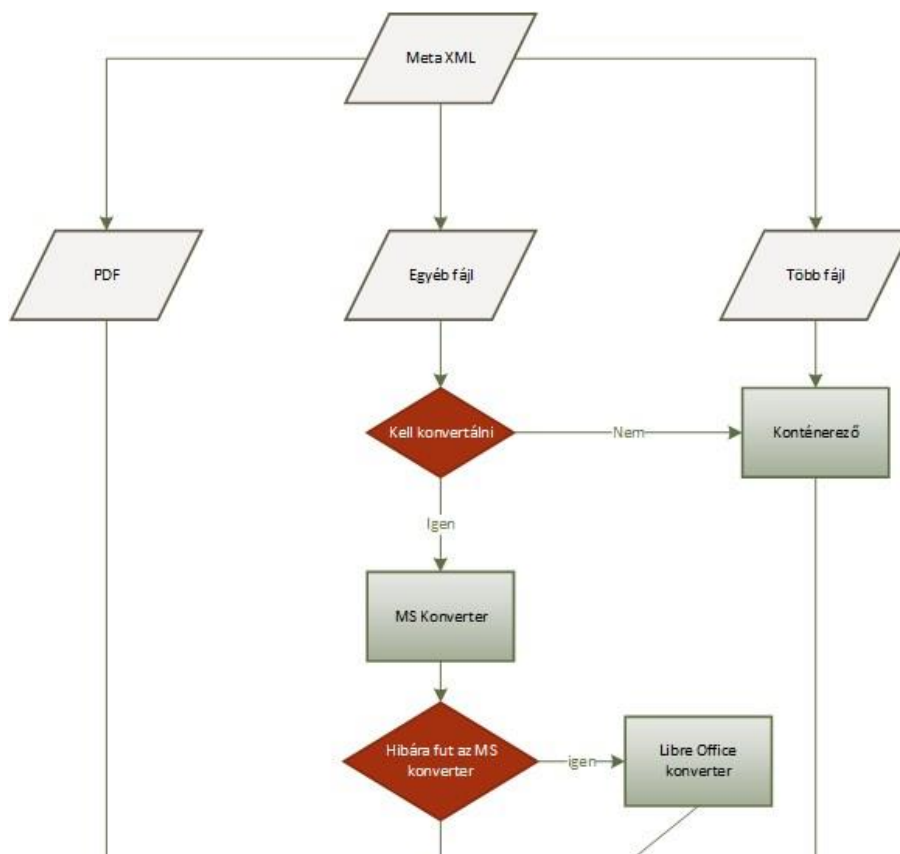 Meta XML
PDF
Egyéb fájl
Több fájl
Kell konvertálni
Nem
Konténerező
Igen
MS Konverter
Hibára fut az MS
konverter
igen
Libre Office
konverter